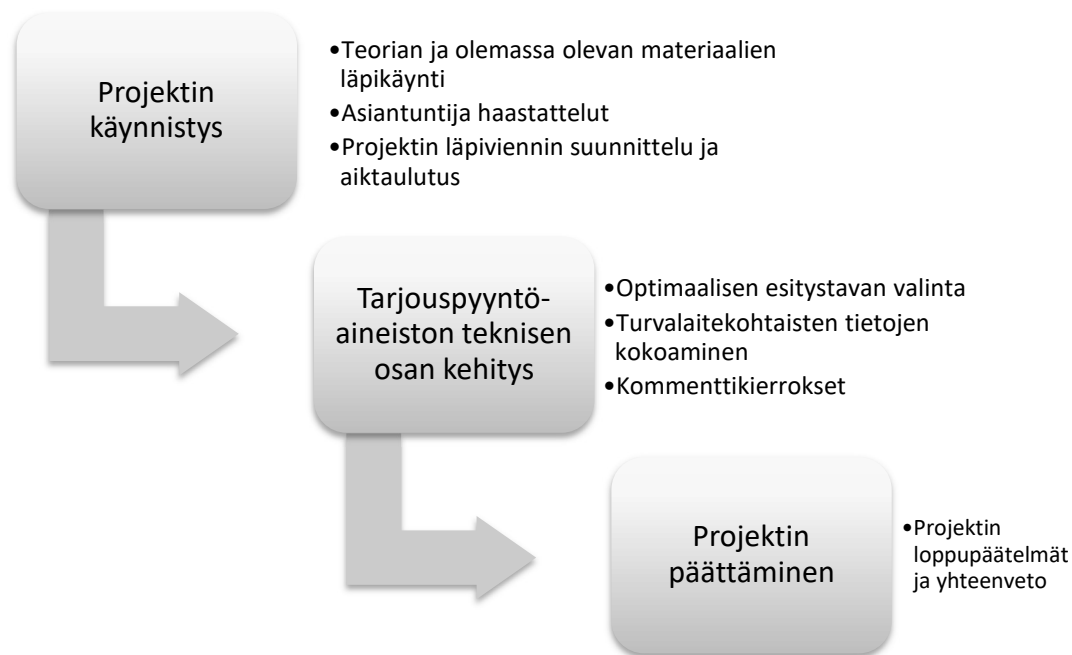 Projektin
käynnistys
•Teorian ja olemassa olevan materiaalien
läpikäynti
•Asiantuntija haastattelut
•Projektin läpiviennin suunnittelu ja
aiktaulutus
Tarjouspyyntö-
aineiston teknisen
osan kehitys
•Optimaalisen esitystavan valinta
•Turvalaitekohtaisten tietojen
kokoaminen
•Kommenttikierrokset
Projektin
päättäminen
•Projektin
loppupäätelmät
ja yhteenveto